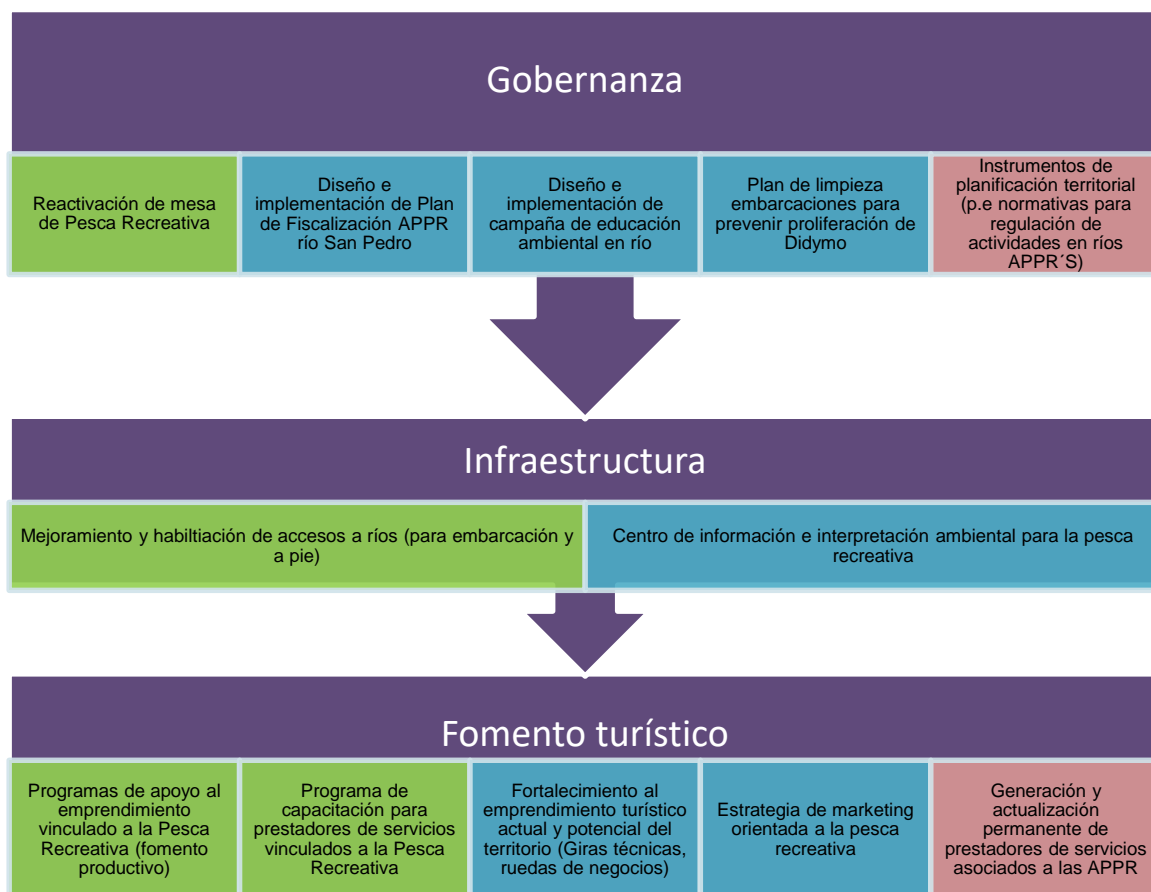 Gobernanza
Reactivación de mesa
de Pesca Recreativa
Diseño e
implementación de Plan
de Fiscalización APPR
río San Pedro
Diseño e
implementación de
campaña de educación
ambiental en río
Plan de limpieza
embarcaciones para
prevenir proliferación de
Didymo
Instrumentos de
planificación territorial
(p.e normativas para
regulación de
actividades en ríos
APPR´S)
Infraestructura
Mejoramiento y habiltiación de accesos a ríos (para embarcación y
a pie)
Centro de información e interpretación ambiental para la pesca
recreativa
Fomento turístico
Programas de apoyo al
emprendimiento
vinculado a la Pesca
Recreativa (fomento
productivo)
Programa de
capacitación para
prestadores de servicios
vinculados a la Pesca
Recreativa
Fortalecimiento al
emprendimiento turístico
actual y potencial del
territorio (Giras técnicas,
ruedas de negocios)
Estrategia de marketing
orientada a la pesca
recreativa
Generación y
actualización
permanente de
prestadores de servicios
asociados a las APPR